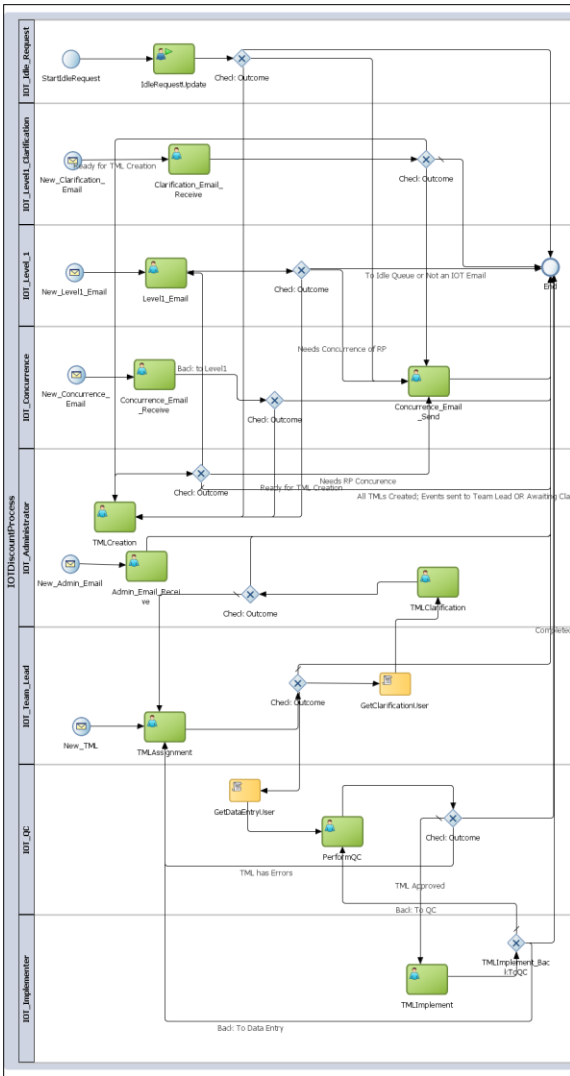 IOTDiscountProcess
IOT_Idle_Request
StartIdleRequest
IdleRequestUpdate
Check: Outcome
IOT_Level1_Clarification
Ready for TML Creation
New_Clarification_
Email
Clarification_Email_
Receive
Check: Outcome
IOT_Level_1
New_Level1_Email
Level1_Email
Check: Outcome
To Idle Queue or Not an IOT Email
End
Needs Concurrence of RP
IOT_Concurrence
Back to Level1
New_Concurrence_
Email
Concurrence_Email
_Receive
Check: Outcome
Concurrence_Email
_Send
IOT_Administrator
Needs RP Concurence
Check: Outcome
Ready for TML Creation
All TMLs Created; Events sent to Team Lead OR Awaiting Cla
TMLCreation
New_Admin_Email
Admin_Email_Recei
ve
Check: Outcome
TMLClarification
IOT_Team_Lead
Completed
Check: Outcome
GetClarificationUser
New_TML
TMLAssignment
IOT_QC
GetDataEntryUser
PerformQC
Check: Outcome
TML has Errors
TML Approved
Back: To QC
IOT_Implementer
TMLImplement_Bac
k:ToQC
TMLImplement
Back: To Data Entry